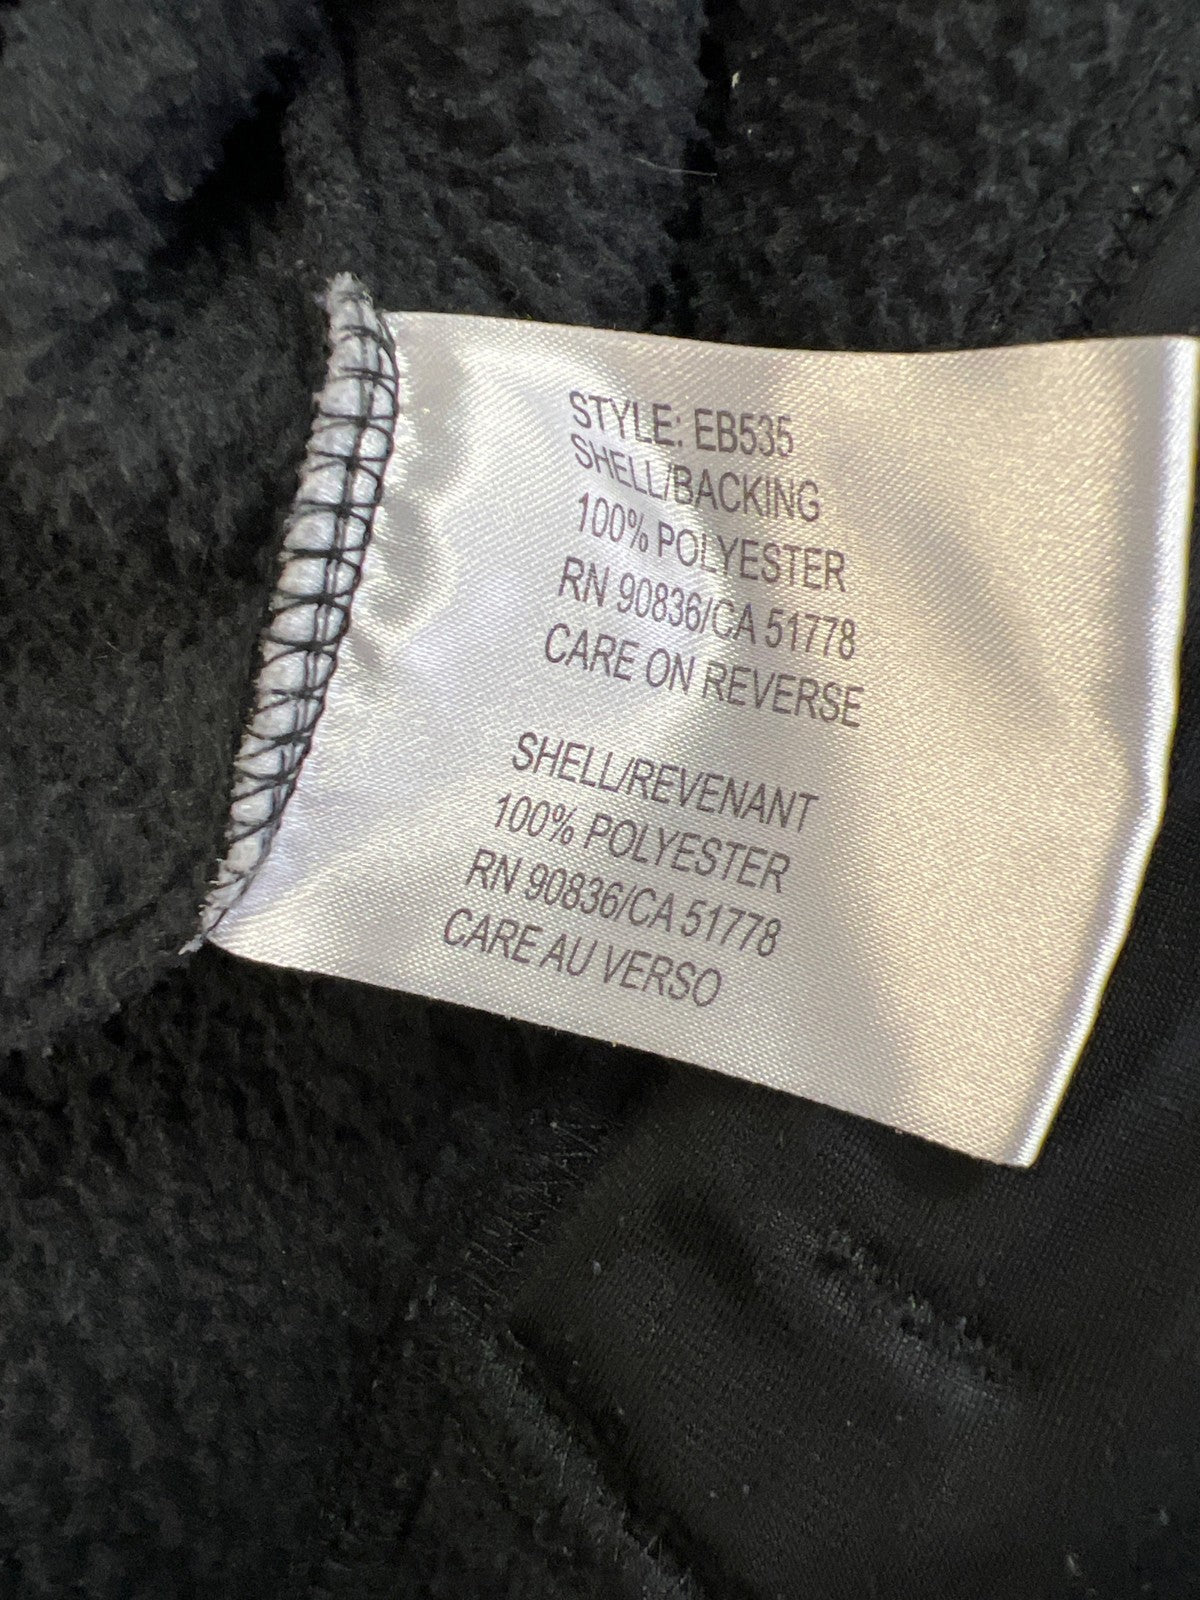 STYLE: EB535
SHELL/BACKING
100% POLYESTER
RN 90836/CA 51778
CARE ON REVERSE
SHELL/REVENANT
100% POLYESTER
RN 90836/CA 51778
CARE AU VERSO